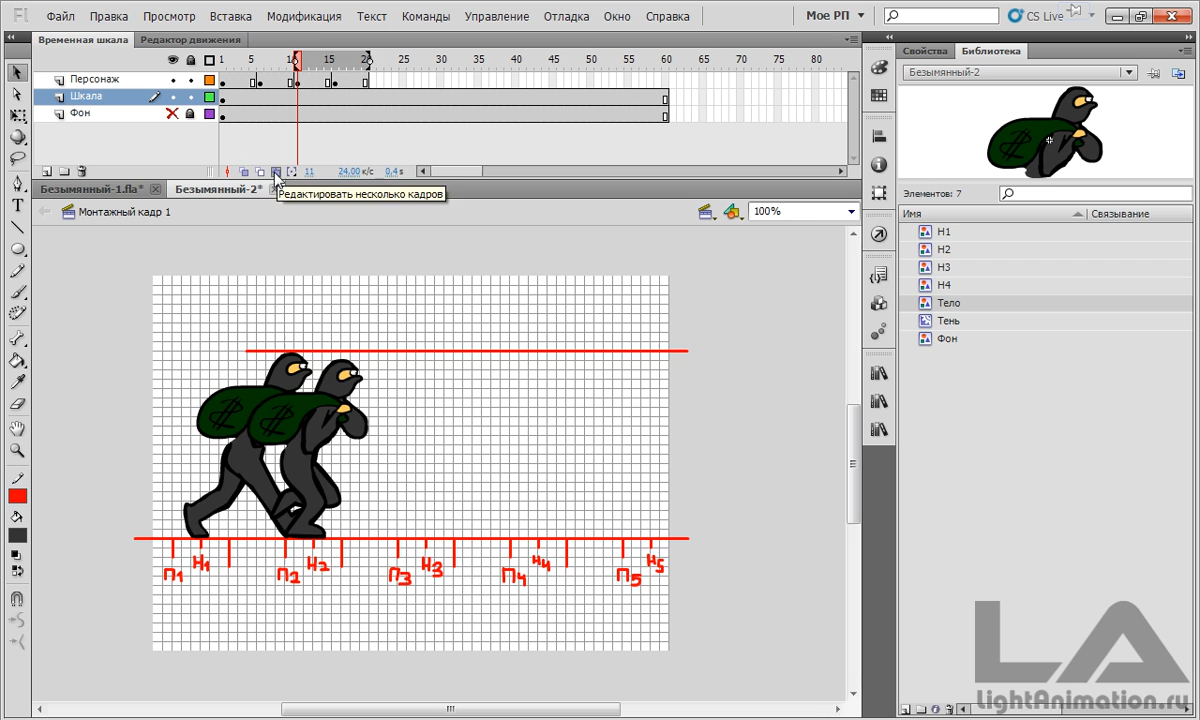 Fl Файл Правка Просмотр Вставка Модификация Текст Команды Управление Отладка Окно Справка Мое РП CS Live
Временная шкала Редактор движения
1 5 10 15 20 25 30 35 40 45 50 55 60 65 70 75 80
Персонаж
Шкала
Фон
11 24,00 к/с 0,4 s
Редактировать несколько кадров
Безымянный-1.fla* Безымянный-2*
Монтажный кадр 1 100%
П1 Н1 П2 Н2 П3 Н3 П4 Н4 П5 Н5
Свойства Библиотека
Безымянный-2
Элементов: 7
Имя Связывание
Н1
Н2
Н3
Н4
Тело
Тень
Фон
LA
LightAnimation.ru